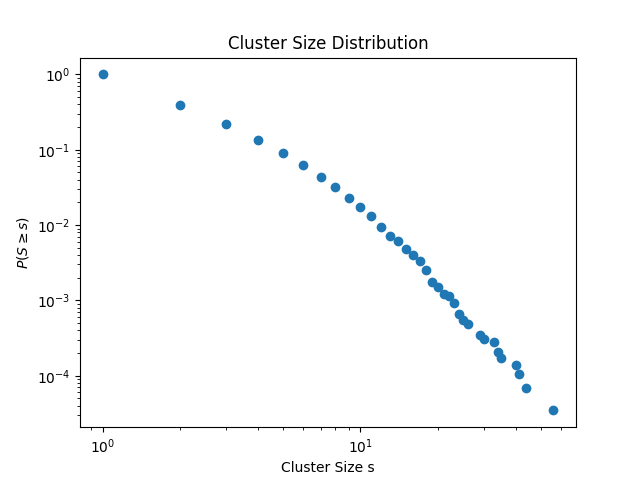 Cluster Size Distribution
10⁰
10⁻¹
10⁻²
10⁻³
10⁻⁴
P(S ≥ s)
10⁰ 10¹
Cluster Size s